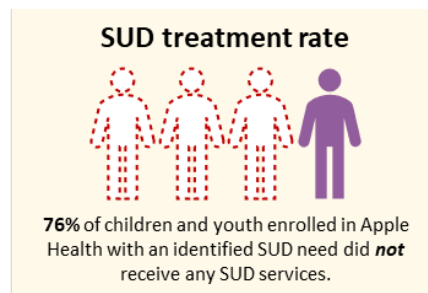 SUD treatment rate
76% of children and youth enrolled in Apple
Health with an identified SUD need did not
receive any SUD services.